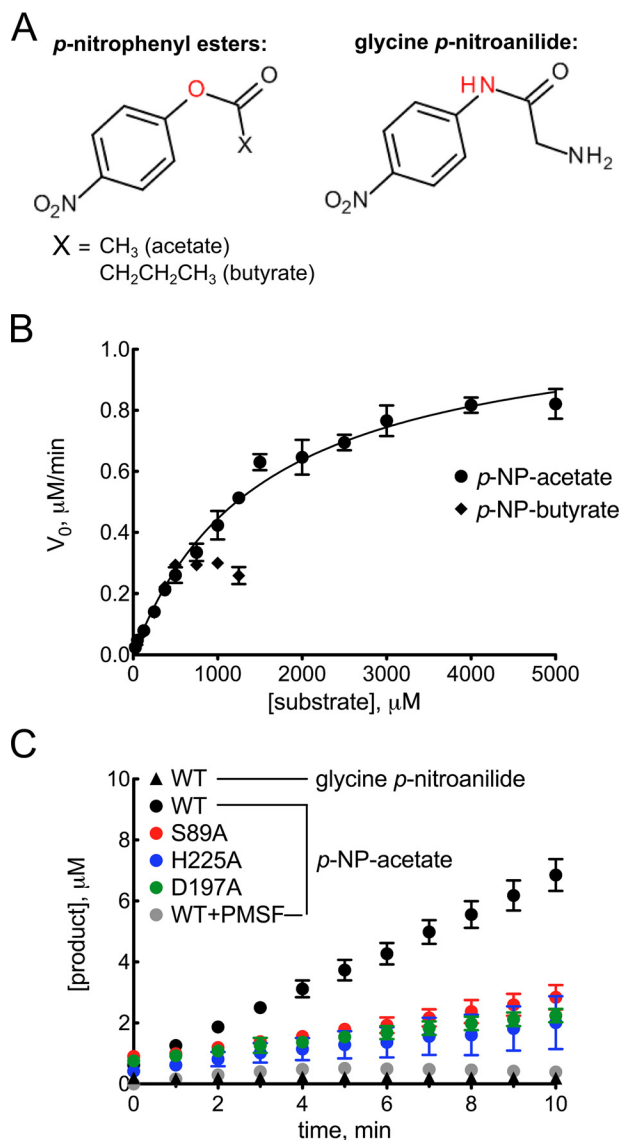 A
p-nitrophenyl esters:
glycine p-nitroanilide:
O
O
X
O₂N
HN
O
NH₂
O₂N
X = CH₃ (acetate)
CH₂CH₂CH₃ (butyrate)
B
1.0
0.8
0.6
0.4
0.2
0.0
V₀, μM/min
p-NP-acetate
p-NP-butyrate
0 1000 2000 3000 4000 5000
[substrate], μM
C
10
8
6
4
2
0
[product], μM
WT
glycine p-nitroanilide
WT
S89A
H225A
p-NP-acetate
D197A
WT+PMSF
0 2 4 6 8 10
time, min